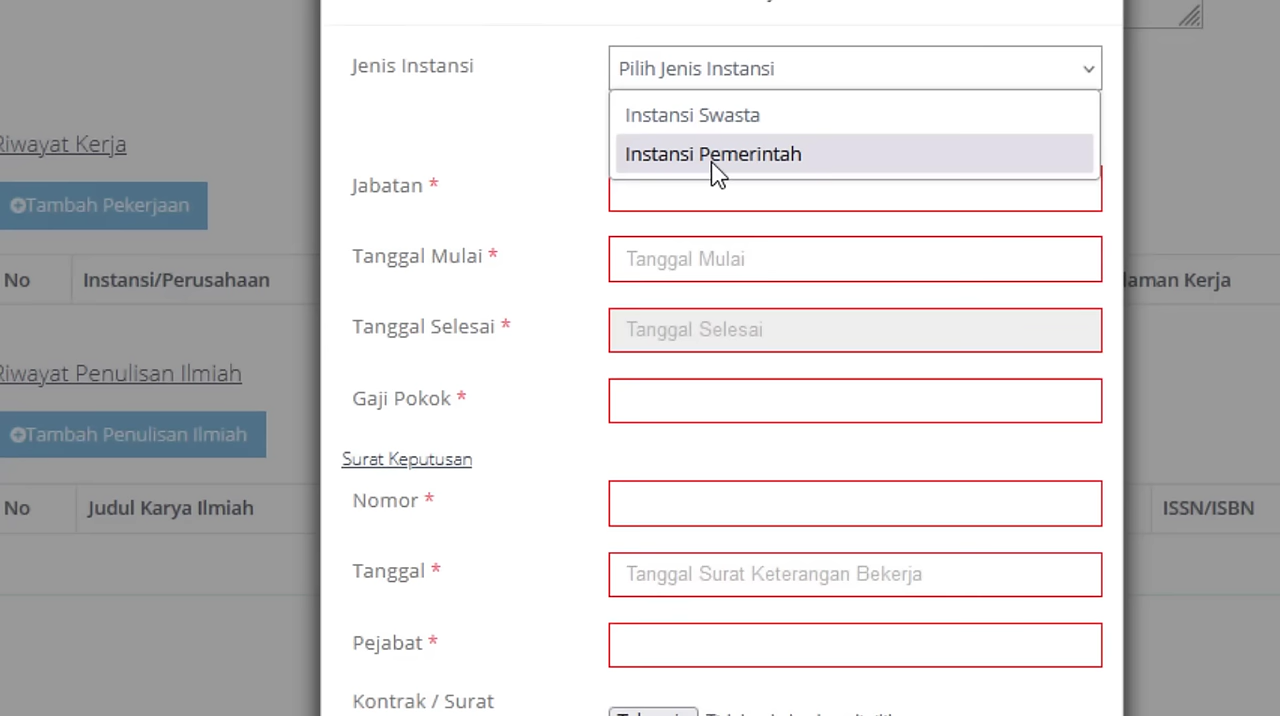 Jenis Instansi
Pilih Jenis Instansi
Instansi Swasta
Instansi Pemerintah
Riwayat Kerja
Tambah Pekerjaan
Jabatan *
Tanggal Mulai *
Tanggal Mulai
No
Instansi/Perusahaan
laman Kerja
Tanggal Selesai *
Tanggal Selesai
Riwayat Penulisan Ilmiah
Gaji Pokok *
Tambah Penulisan Ilmiah
Surat Keputusan
Nomor *
No
Judul Karya Ilmiah
ISSN/ISBN
Tanggal *
Tanggal Surat Keterangan Bekerja
Pejabat *
Kontrak / Surat